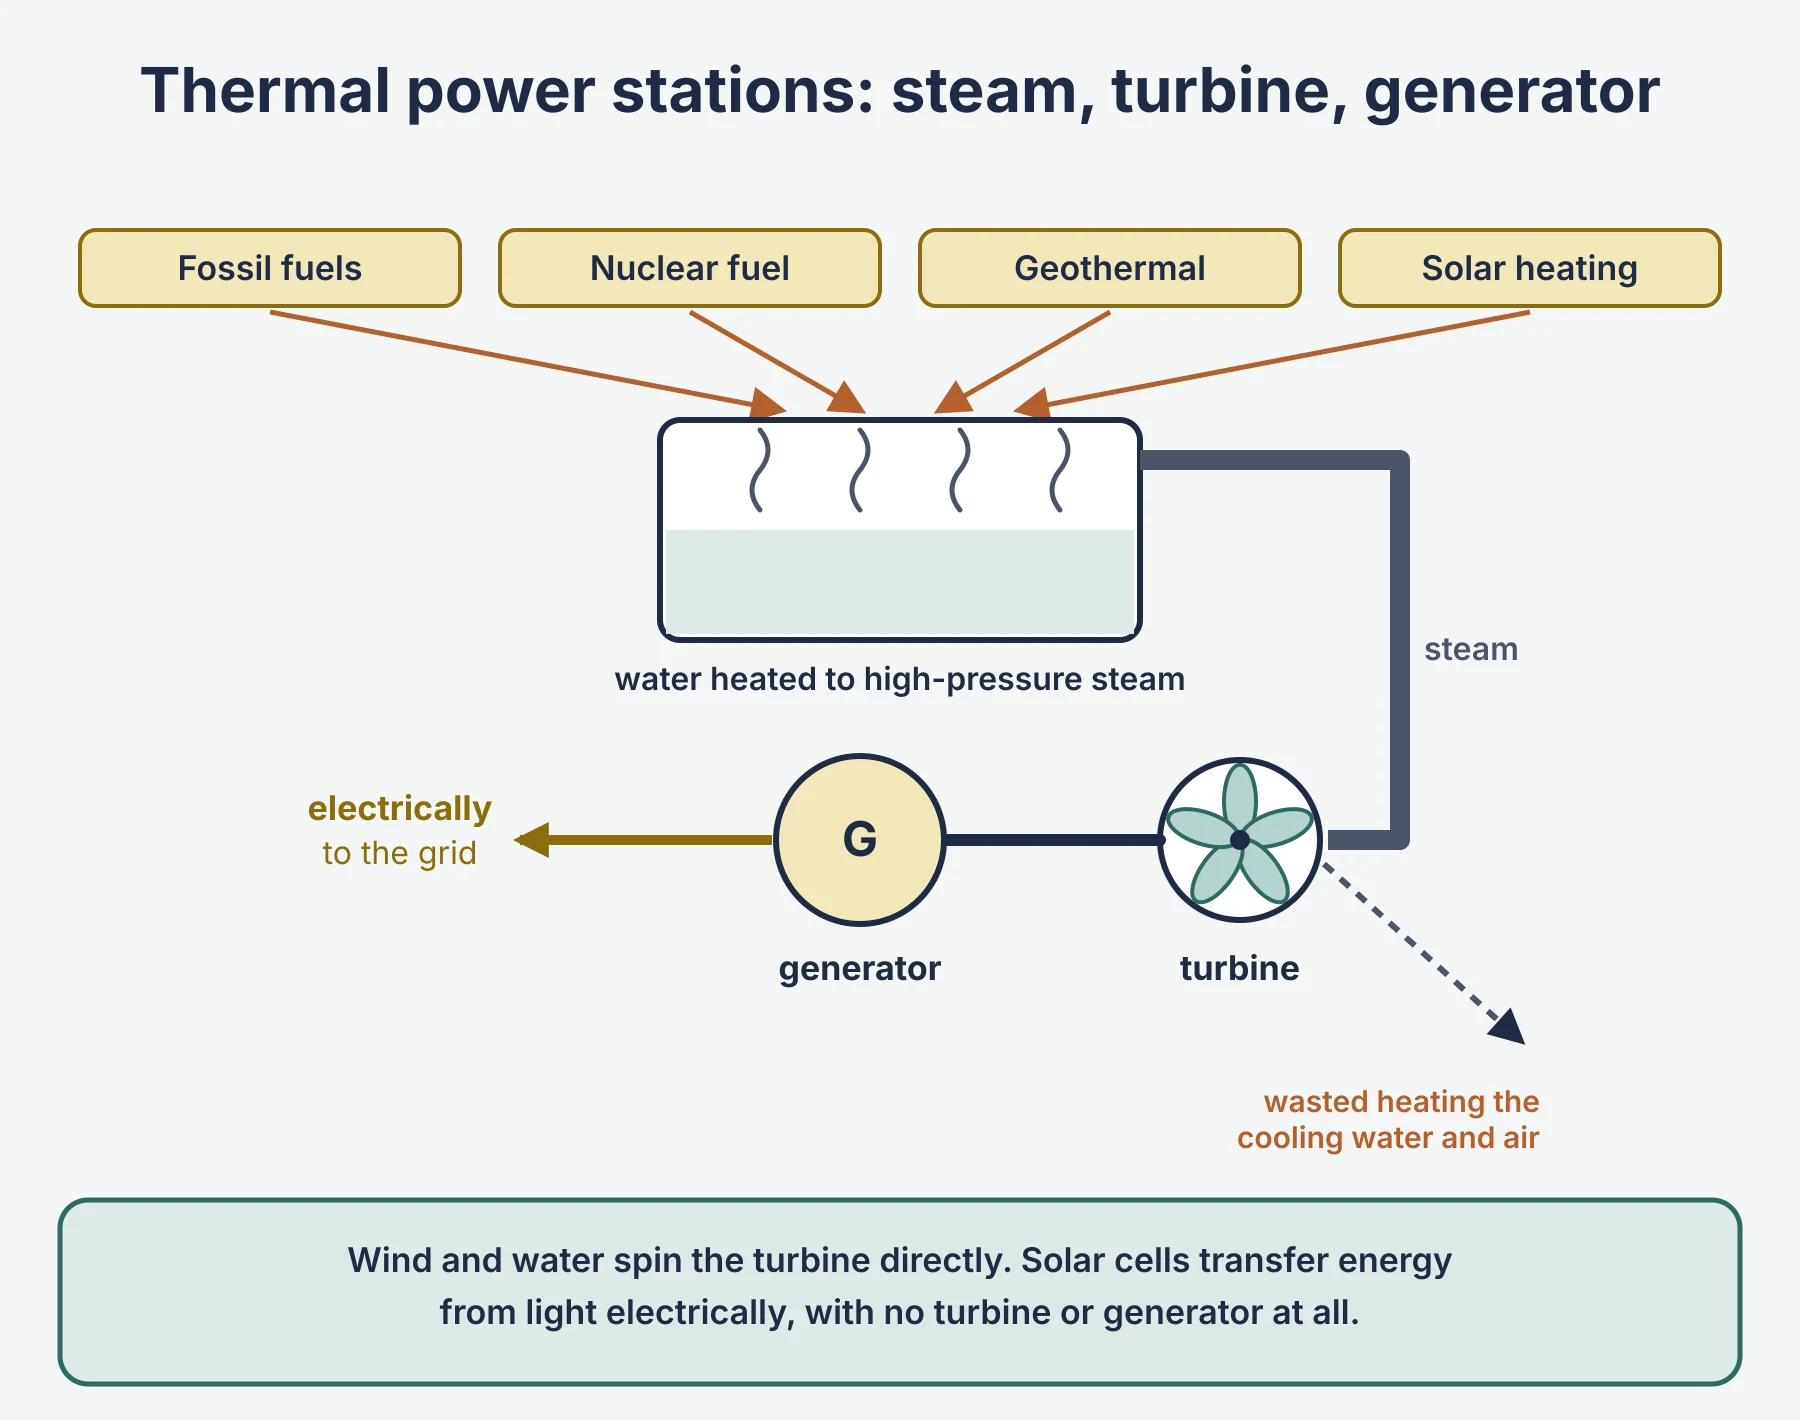 Thermal power stations: steam, turbine, generator
Fossil fuels
Nuclear fuel
Geothermal
Solar heating
steam
water heated to high-pressure steam
electrically
to the grid
G
generator
turbine
wasted heating the
cooling water and air
Wind and water spin the turbine directly. Solar cells transfer energy
from light electrically, with no turbine or generator at all.